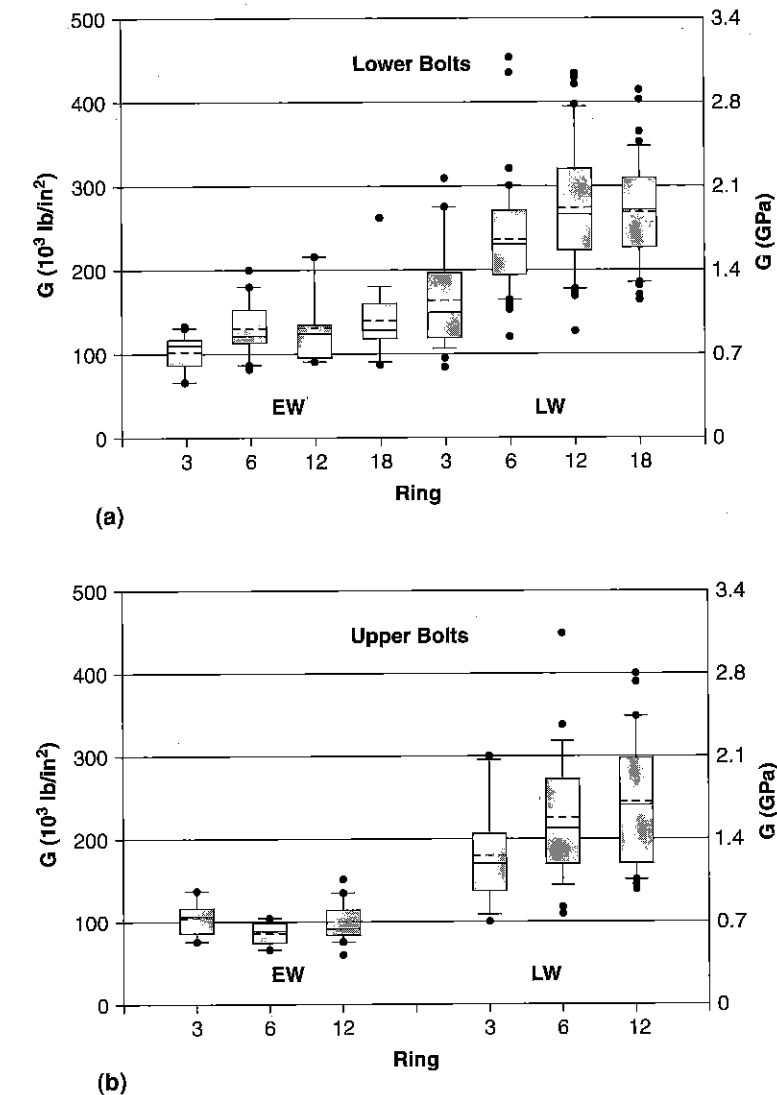 Lower Bolts
G (10³ lb/in²)
500
400
300
200
100
0
G (GPa)
3.4
2.8
2.1
1.4
0.7
0
EW
LW
3 6 12 18 3 6 12 18
Ring
(a)
Upper Bolts
G (10³ lb/in²)
500
400
300
200
100
0
G (GPa)
3.4
2.8
2.1
1.4
0.7
0
EW
LW
3 6 12 3 6 12
Ring
(b)